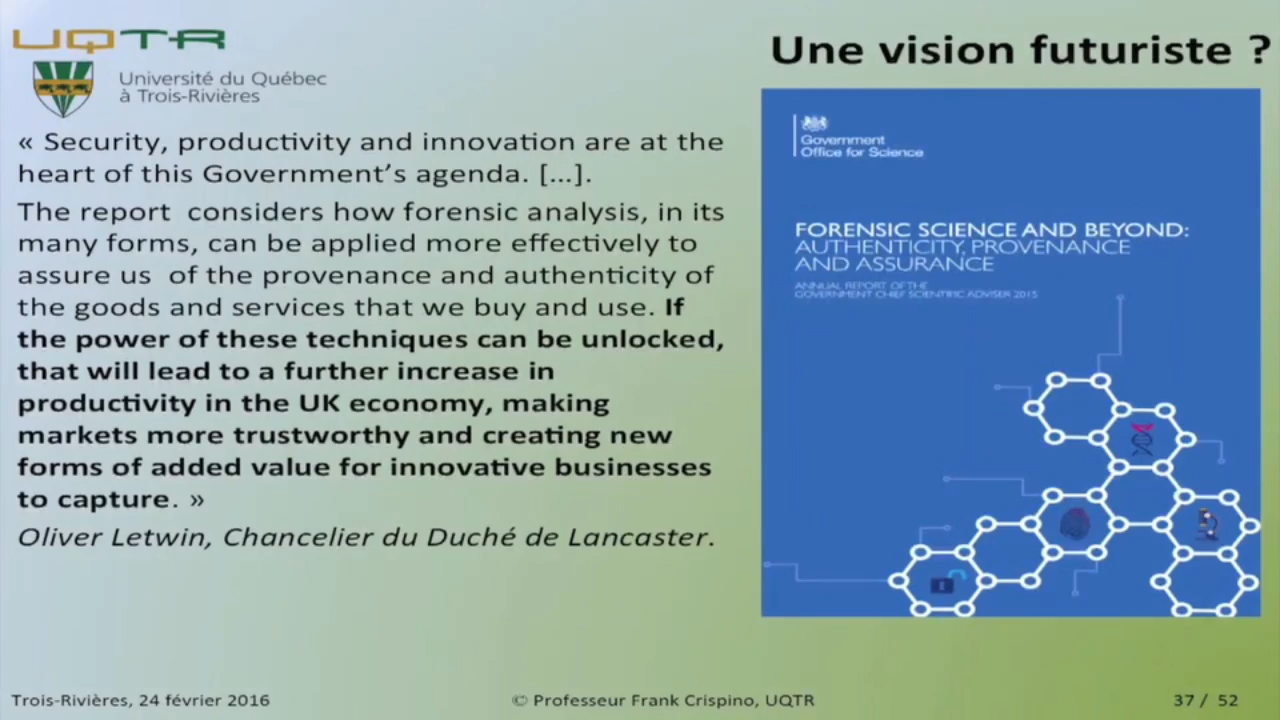 UQTR
Université du Québec
à Trois-Rivières
Une vision futuriste ?
« Security, productivity and innovation are at the
heart of this Government’s agenda. [...].
The report considers how forensic analysis, in its
many forms, can be applied more effectively to
assure us of the provenance and authenticity of
the goods and services that we buy and use. If
the power of these techniques can be unlocked,
that will lead to a further increase in
productivity in the UK economy, making
markets more trustworthy and creating new
forms of added value for innovative businesses
to capture. »
Oliver Letwin, Chancelier du Duché de Lancaster.
Government
Office for Science
FORENSIC SCIENCE AND BEYOND:
AUTHENTICITY, PROVENANCE
AND ASSURANCE
ANNUAL REPORT OF THE
GOVERNMENT CHIEF SCIENTIFIC ADVISER 2015
Trois-Rivières, 24 février 2016
© Professeur Frank Crispino, UQTR
37 / 52